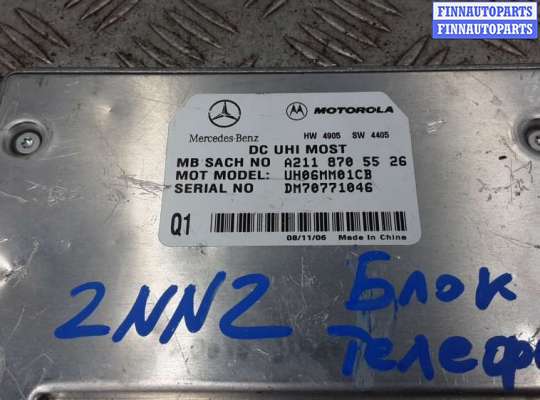 FINNAUTOPARTS
FINNAUTOPARTS
Mercedes-Benz
MOTOROLA
HW 4905 SW 4405
DC UHI MOST
MB SACH NO A211 870 55 26
MOT MODEL: UH06MM01CB
SERIAL NO DM70771046
Q1
08/11/06 Made in China
2NN2
Блок
Телеф